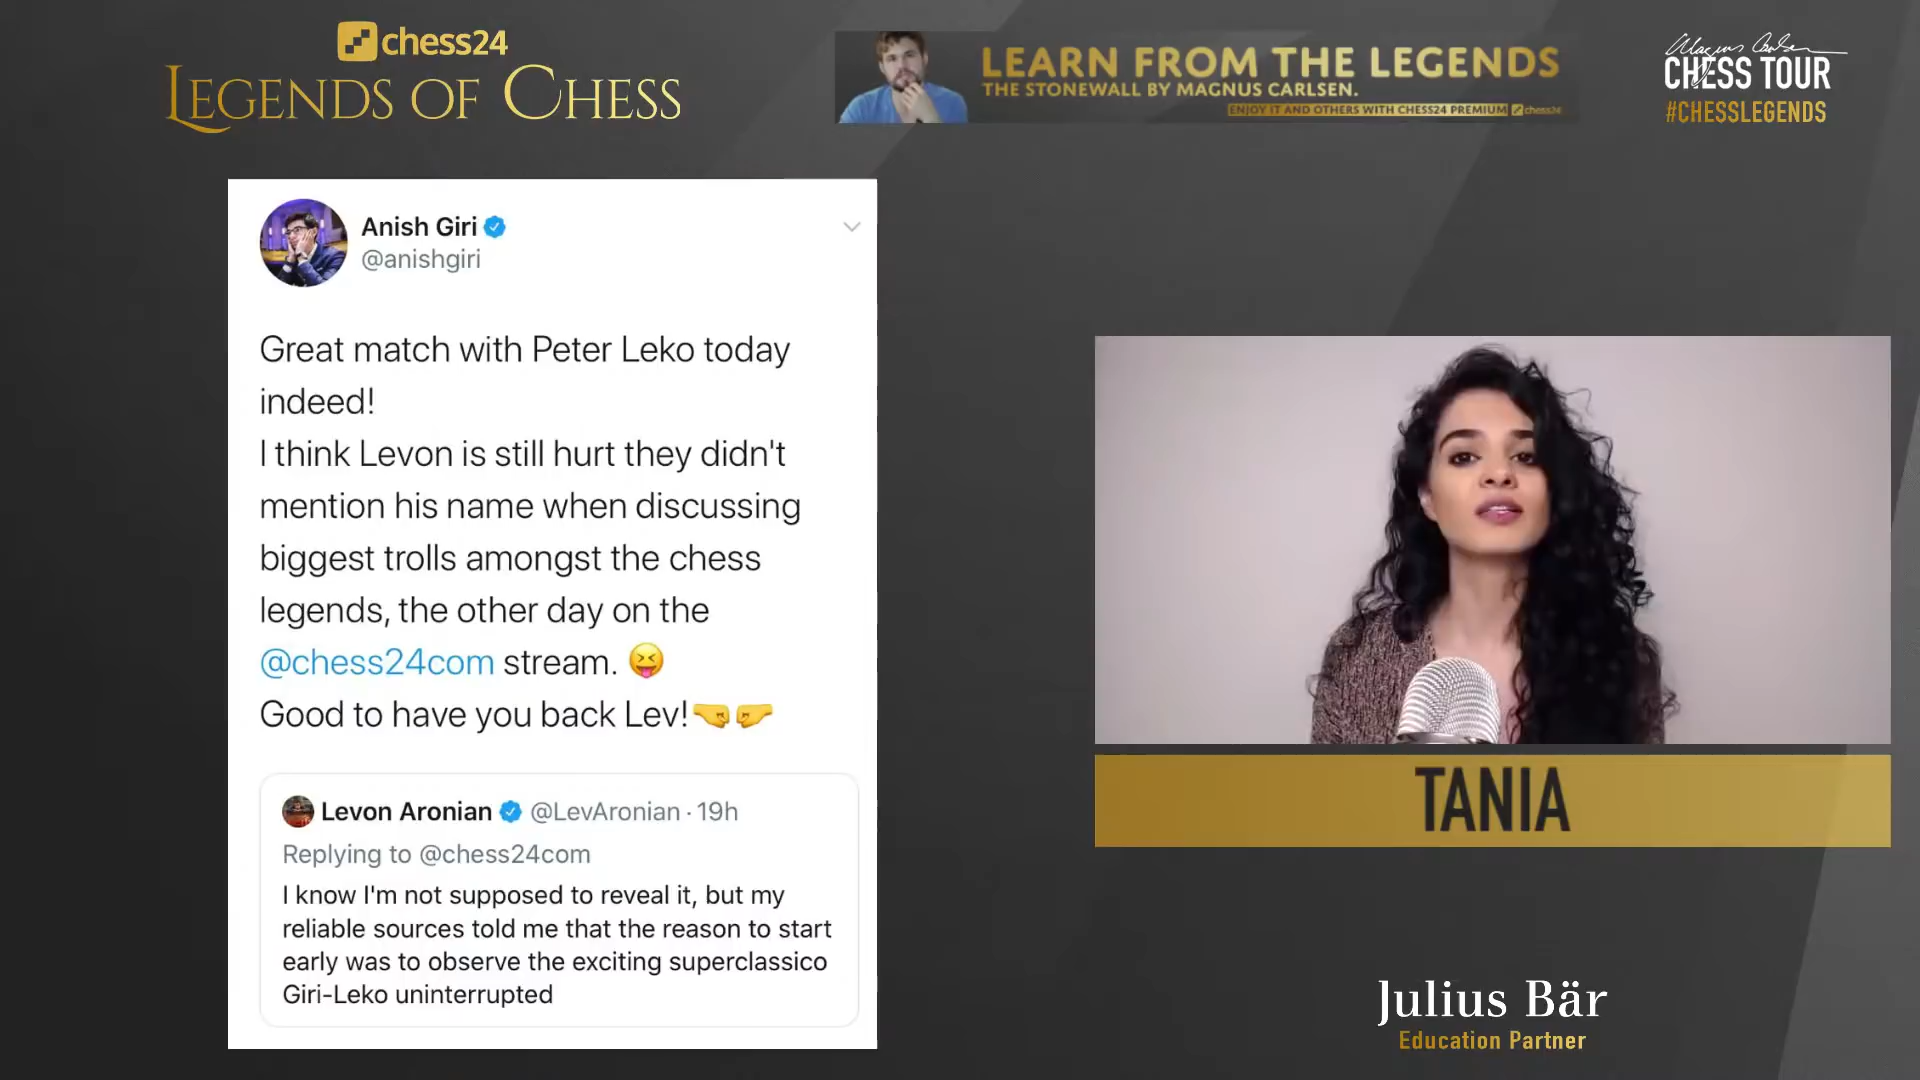 chess24
LEGENDS OF CHESS
LEARN FROM THE LEGENDS
THE STONEWALL BY MAGNUS CARLSEN.
ENJOY IT AND OTHERS WITH CHESS24 PREMIUM chess24
Magnus Carlsen
CHESS TOUR
#CHESSLEGENDS
Anish Giri
@anishgiri
Great match with Peter Leko today
indeed!
I think Levon is still hurt they didn't
mention his name when discussing
biggest trolls amongst the chess
legends, the other day on the
@chess24com stream. 😝
Good to have you back Lev!🤜🤛
Levon Aronian @LevAronian · 19h
Replying to @chess24com
I know I'm not supposed to reveal it, but my
reliable sources told me that the reason to start
early was to observe the exciting superclassico
Giri-Leko uninterrupted
TANIA
Julius Bär
Education Partner